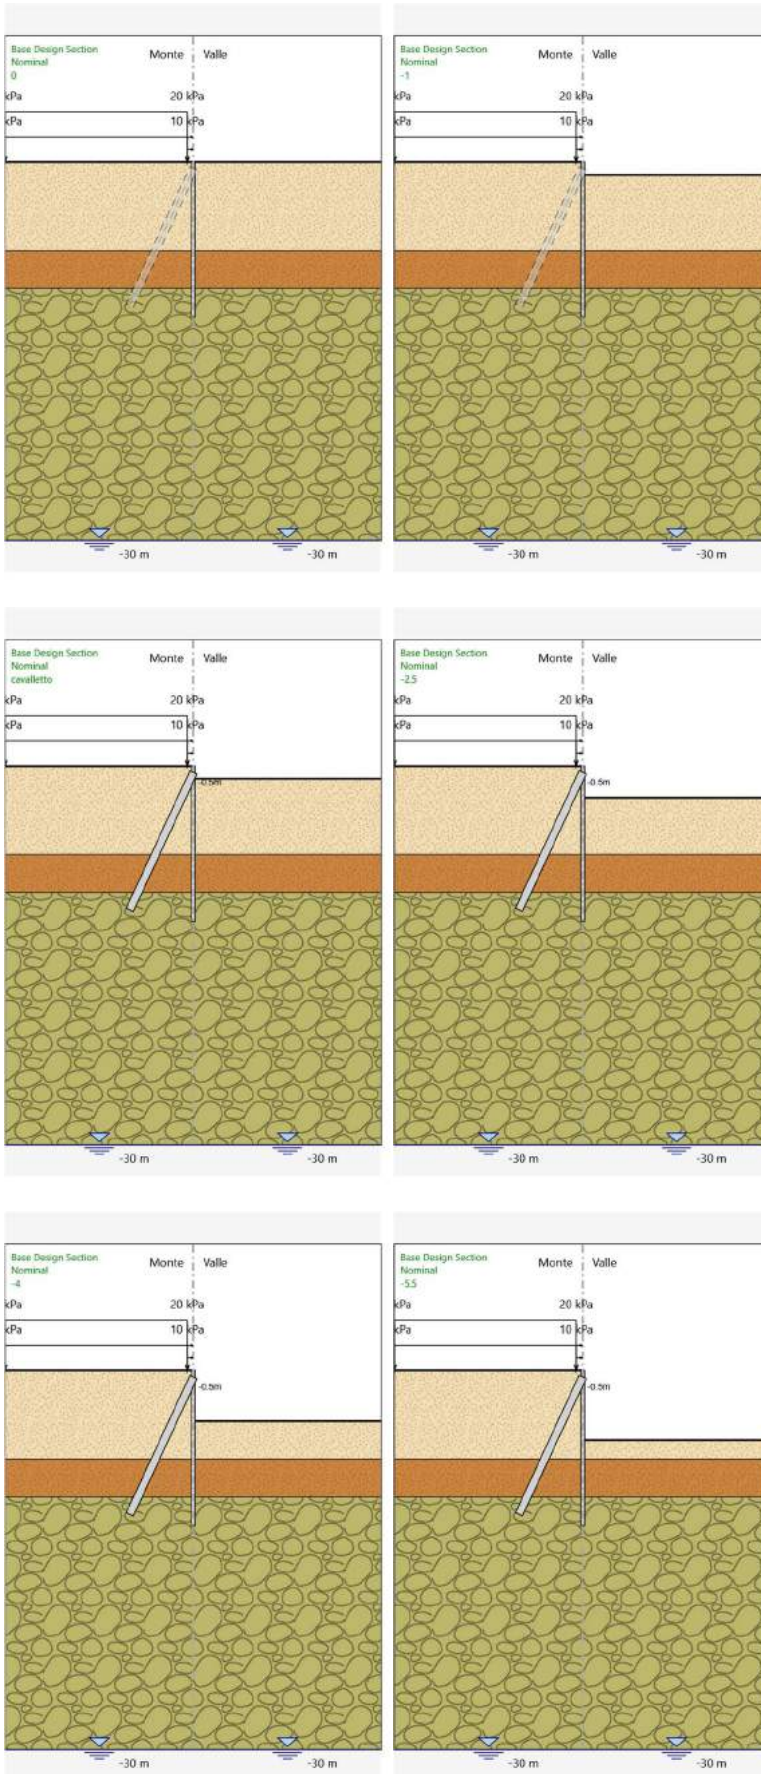 Base Design Section
Nominal
0
Monte
Valle
kPa
20 kPa
kPa
10 kPa
-30 m
-30 m
Base Design Section
Nominal
-1
Monte
Valle
kPa
20 kPa
kPa
10 kPa
-30 m
-30 m
Base Design Section
Nominal
cavalletto
Monte
Valle
kPa
20 kPa
kPa
10 kPa
-0.5m
-30 m
-30 m
Base Design Section
Nominal
-2.5
Monte
Valle
kPa
20 kPa
kPa
10 kPa
-0.5m
-30 m
-30 m
Base Design Section
Nominal
-4
Monte
Valle
kPa
20 kPa
kPa
10 kPa
-0.5m
-30 m
-30 m
Base Design Section
Nominal
-5.5
Monte
Valle
kPa
20 kPa
kPa
10 kPa
-0.5m
-30 m
-30 m